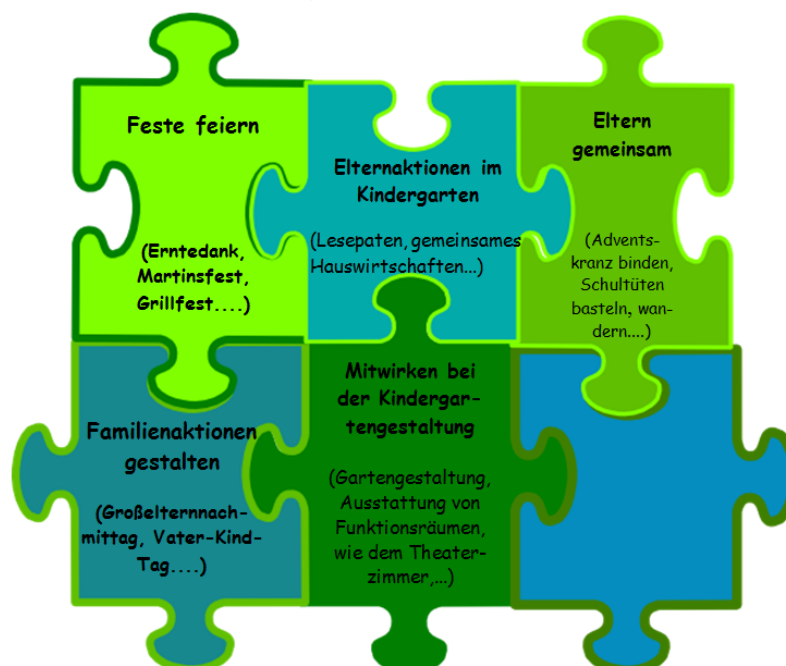 Feste feiern
(Erntedank,
Martinsfest,
Grillfest....)
Elternaktionen im
Kindergarten
(Lesepaten, gemeinsames
Hauswirtschaften...)
Eltern
gemeinsam
(Advents-
kranz binden,
Schultüten
basteln, wan-
dern....)
Familienaktionen
gestalten
(Großelternnach-
mittag, Vater-Kind-
Tag....)
Mitwirken bei
der Kindergar-
tengestaltung
(Gartengestaltung,
Ausstattung von
Funktionsräumen,
wie dem Theater-
zimmer,...)